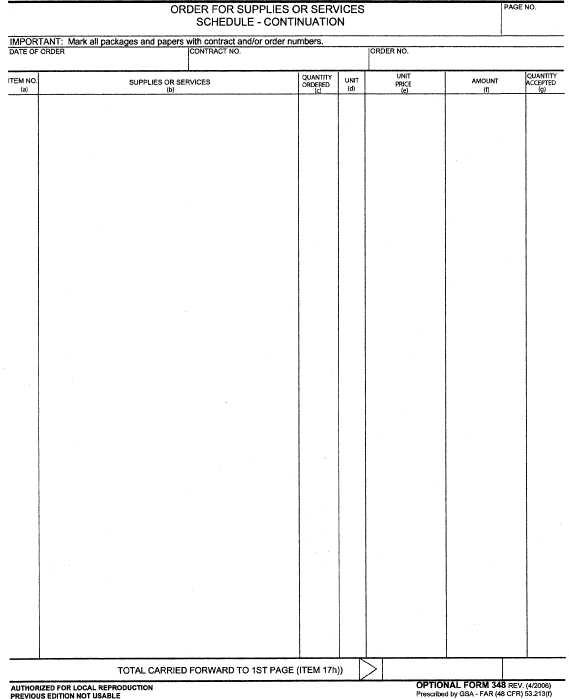 ORDER FOR SUPPLIES OR SERVICES
SCHEDULE - CONTINUATION
PAGE NO.
IMPORTANT: Mark all packages and papers with contract and/or order numbers.
DATE OF ORDER
CONTRACT NO.
ORDER NO.
ITEM NO.
(a)
SUPPLIES OR SERVICES
(b)
QUANTITY
ORDERED
(c)
UNIT
(d)
UNIT
PRICE
(e)
AMOUNT
(f)
QUANTITY
ACCEPTED
(g)
TOTAL CARRIED FORWARD TO 1ST PAGE (ITEM 17h))
AUTHORIZED FOR LOCAL REPRODUCTION
PREVIOUS EDITION NOT USABLE
OPTIONAL FORM 348 REV. (4/2006)
Prescribed by GSA - FAR (48 CFR) 53.213(f)